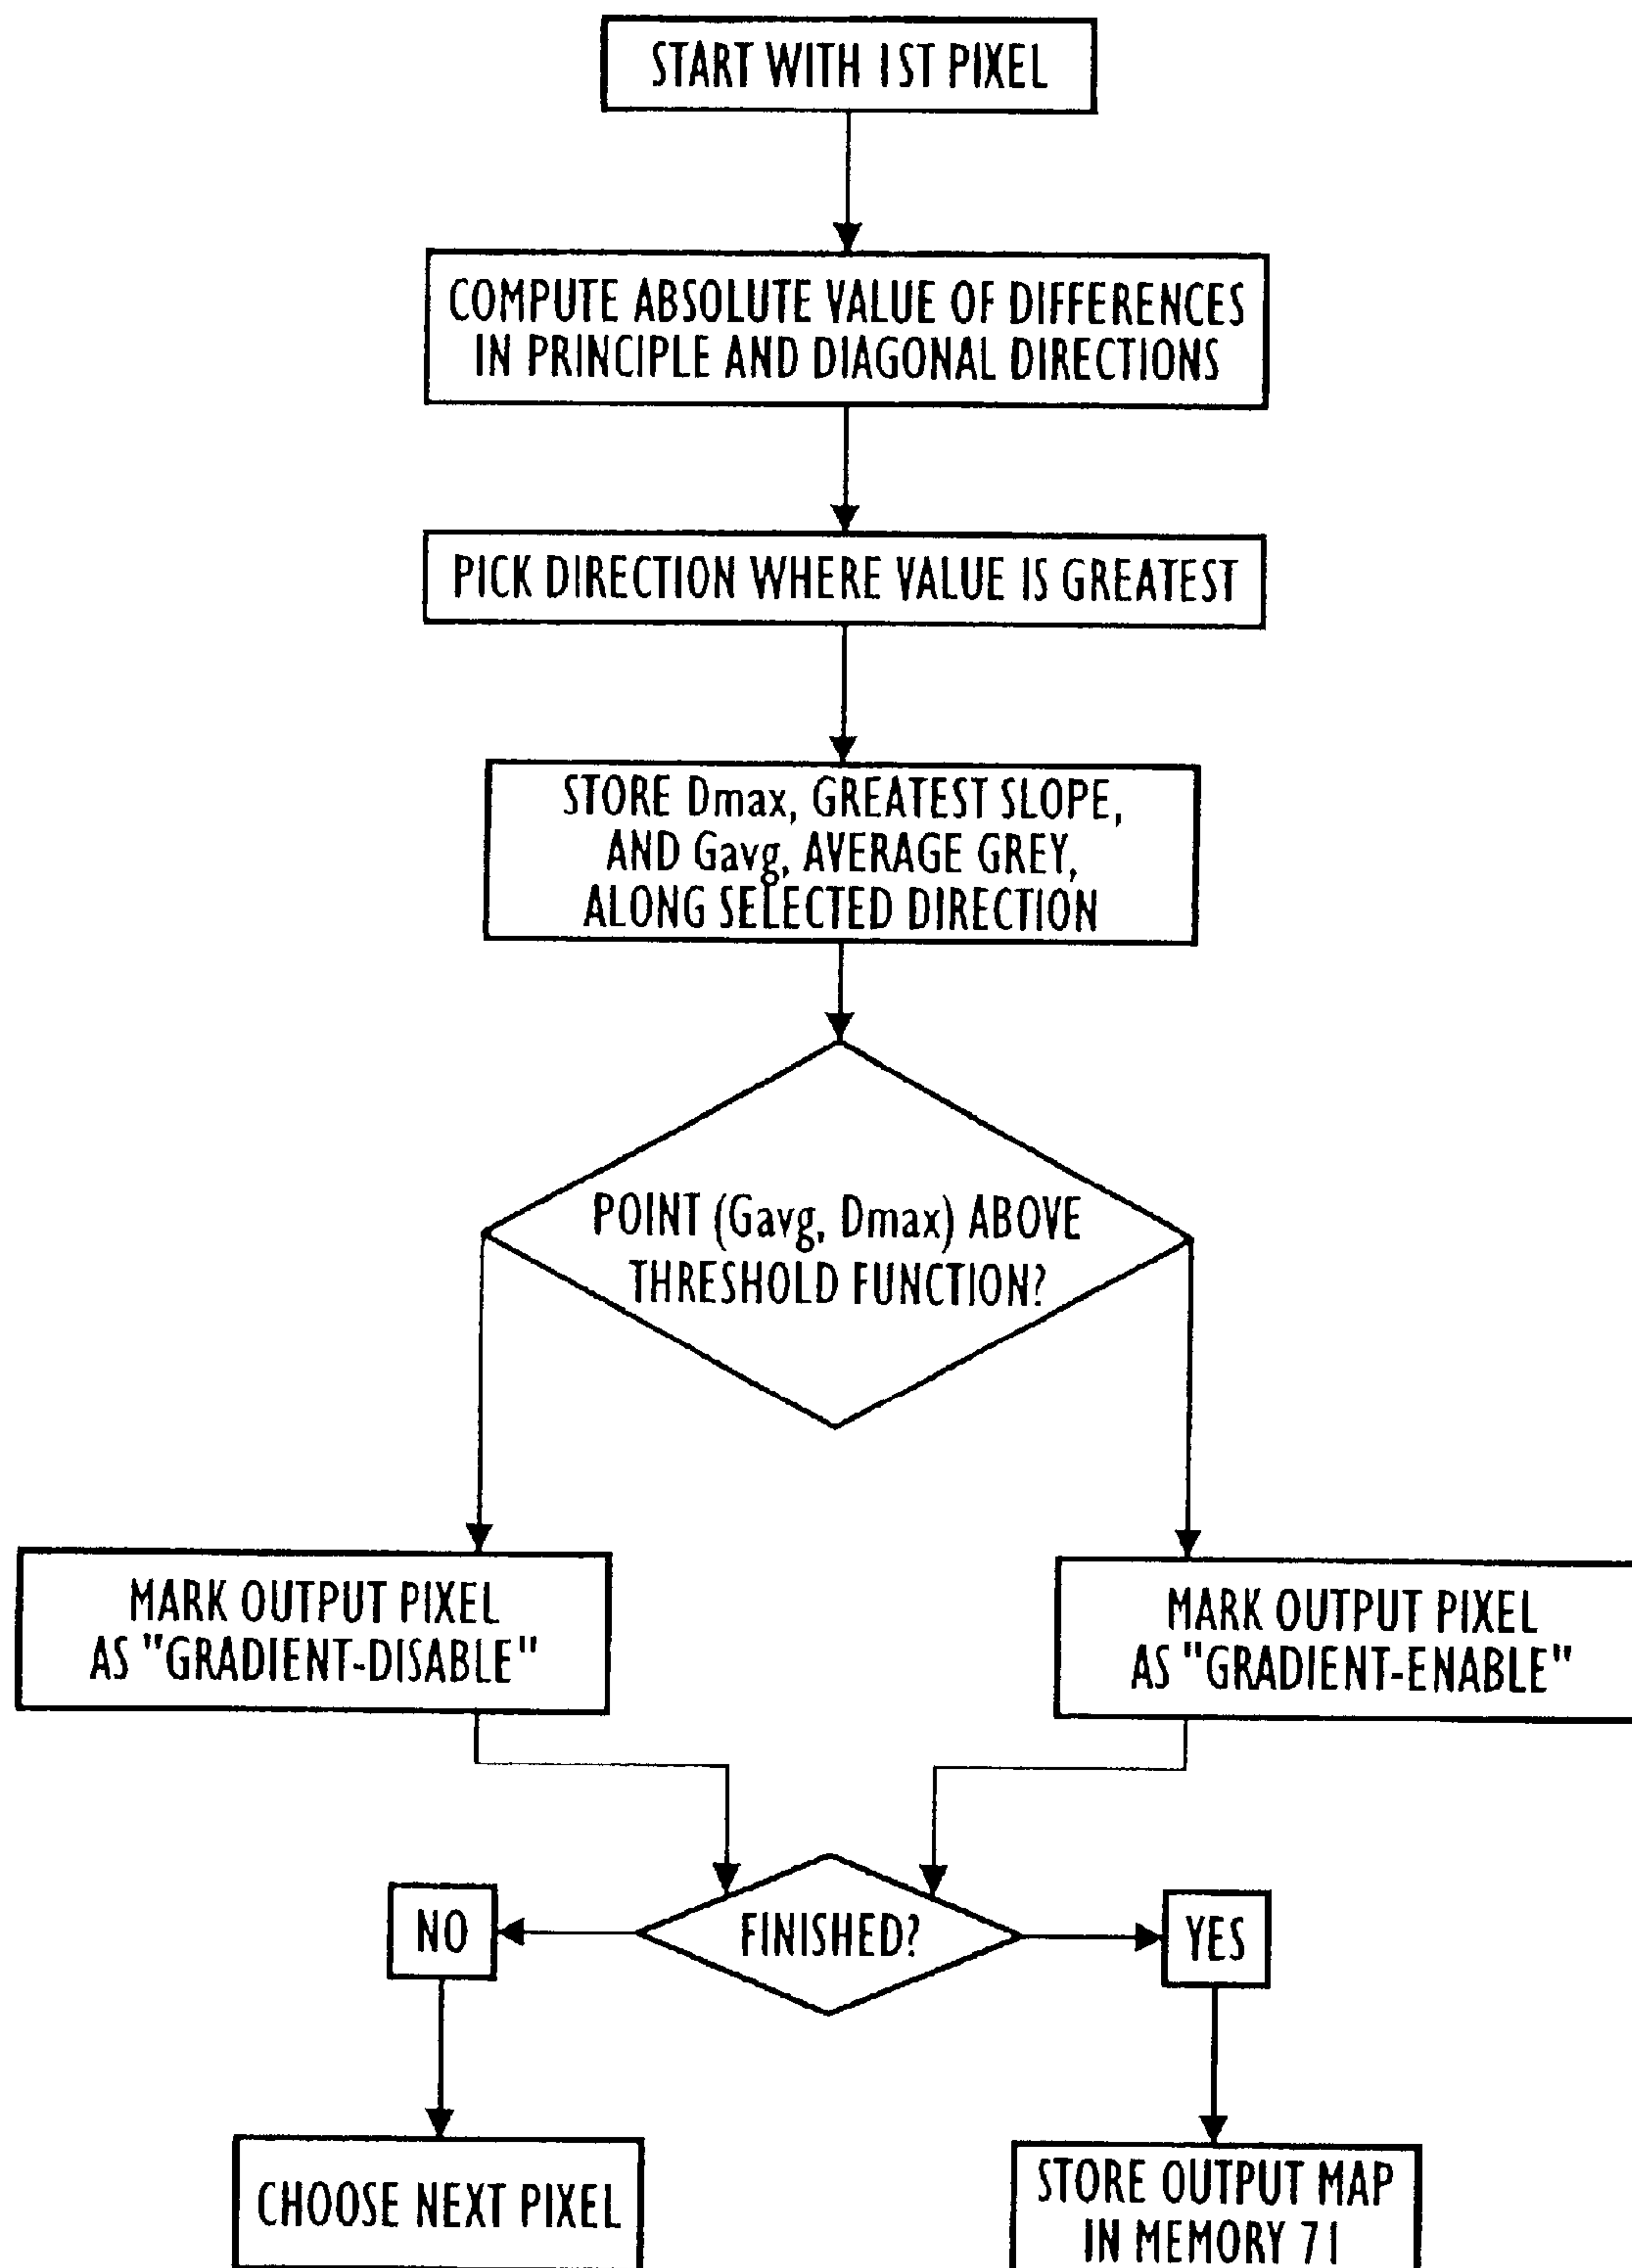 START WITH 1ST PIXEL
COMPUTE ABSOLUTE VALUE OF DIFFERENCES
IN PRINCIPLE AND DIAGONAL DIRECTIONS
PICK DIRECTION WHERE VALUE IS GREATEST
STORE Dmax, GREATEST SLOPE,
AND Gavg, AVERAGE GREY,
ALONG SELECTED DIRECTION
POINT (Gavg, Dmax) ABOVE
THRESHOLD FUNCTION?
MARK OUTPUT PIXEL
AS "GRADIENT-DISABLE"
MARK OUTPUT PIXEL
AS "GRADIENT-ENABLE"
NO
FINISHED?
YES
CHOOSE NEXT PIXEL
STORE OUTPUT MAP
IN MEMORY 71